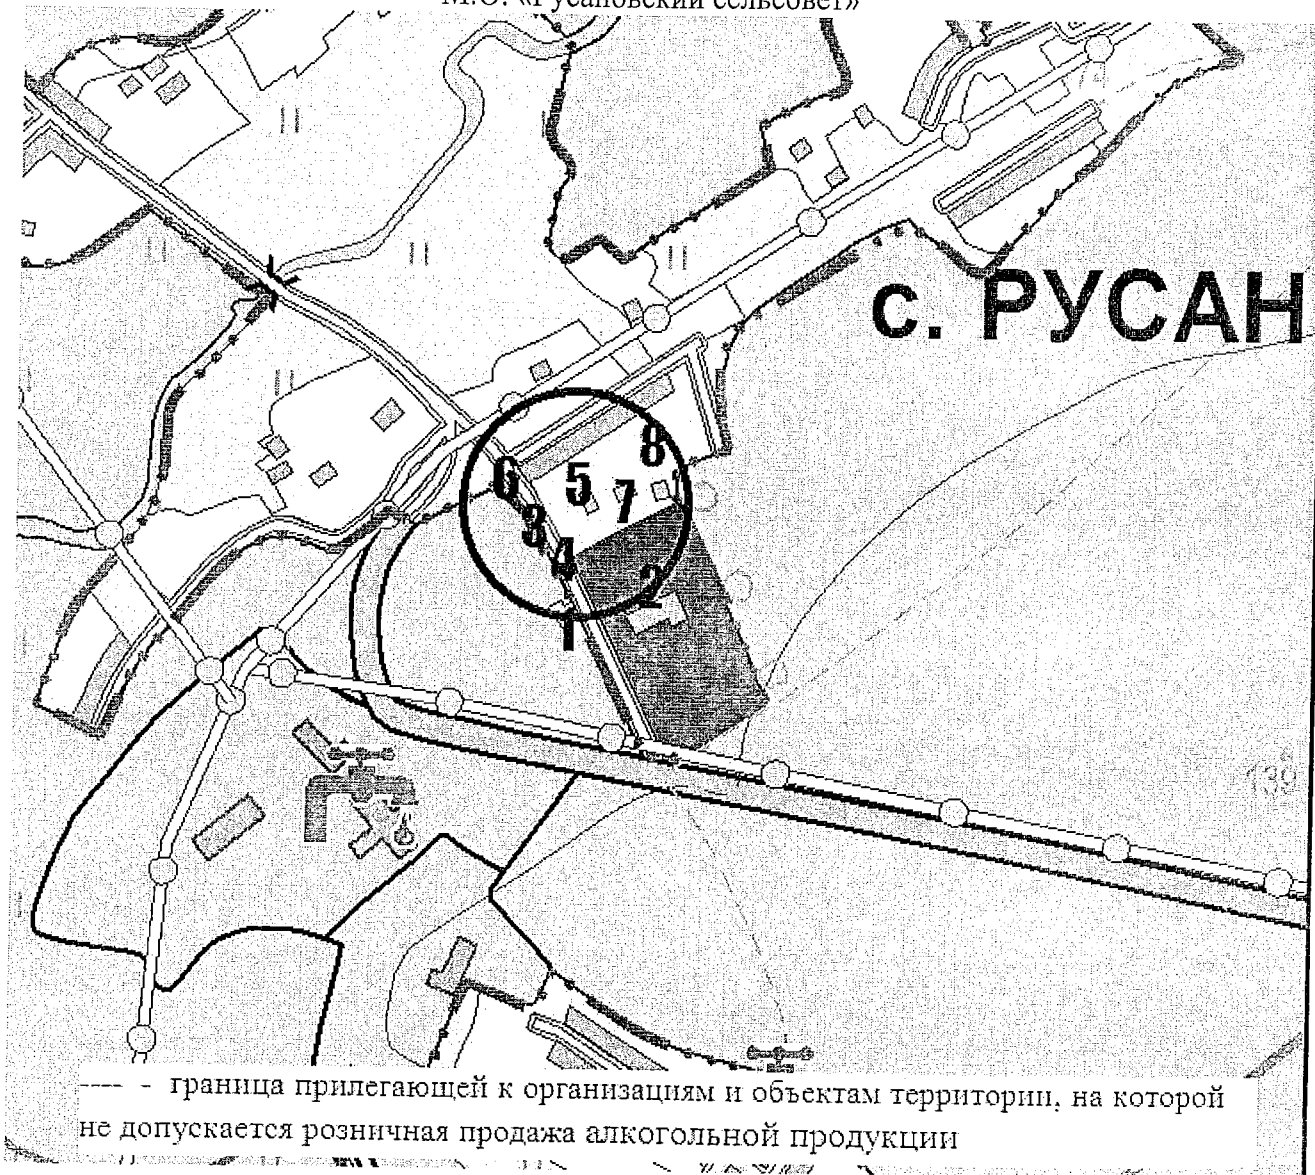 М.О. «Русановский сельсовет»
с. РУСАН
8
6 5
7
3
4
2
1
139
---- - граница прилегающей к организациям и объектам территории, на которой
не допускается розничная продажа алкогольной продукции